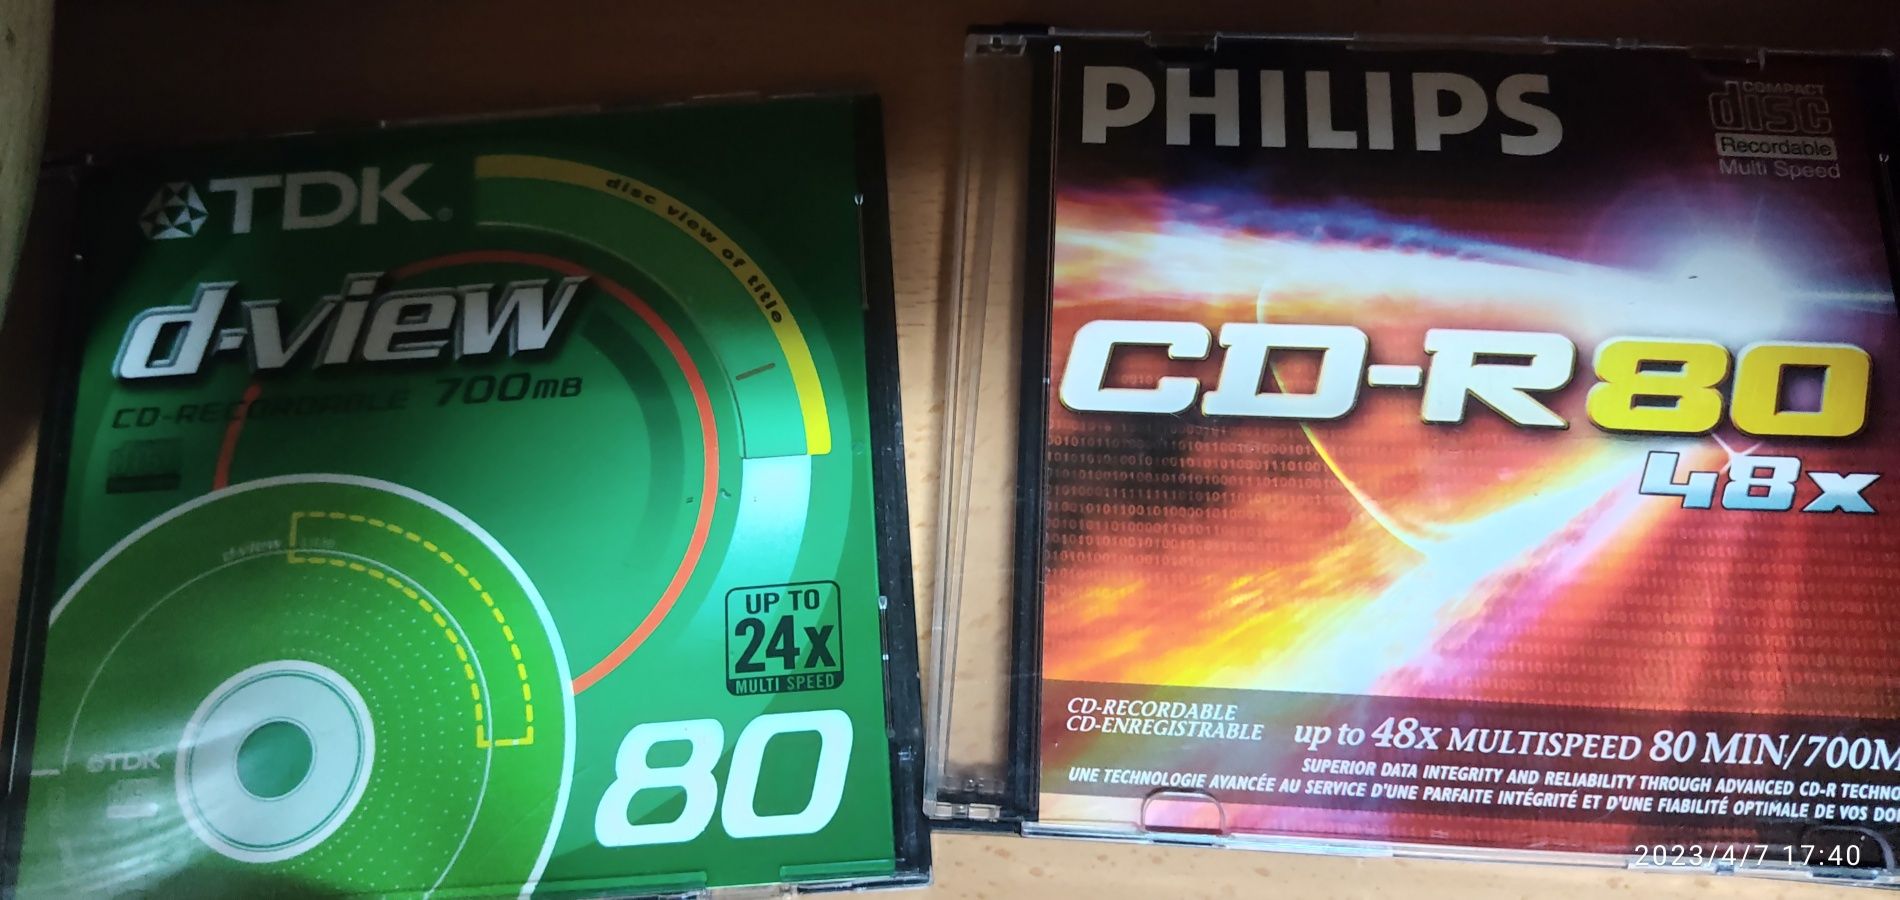 TDK
d-view
CD-RECORDABLE 700MB
disc view of title
d-view
TDK
UP TO
24x
MULTI SPEED
80
PHILIPS
COMPACT
disc
Recordable
Multi Speed
CD-R80
48x
CD-RECORDABLE
CD-ENREGISTRABLE
up to 48x MULTISPEED 80 MIN/700M
SUPERIOR DATA INTEGRITY AND RELIABILITY THROUGH ADVANCED CD-R TECHNO
UNE TECHNOLOGIE AVANCÉE AU SERVICE D'UNE PARFAITE INTÉGRITÉ ET D'UNE FIABILITÉ OPTIMALE DE VOS DO
2023/4/7 17:40